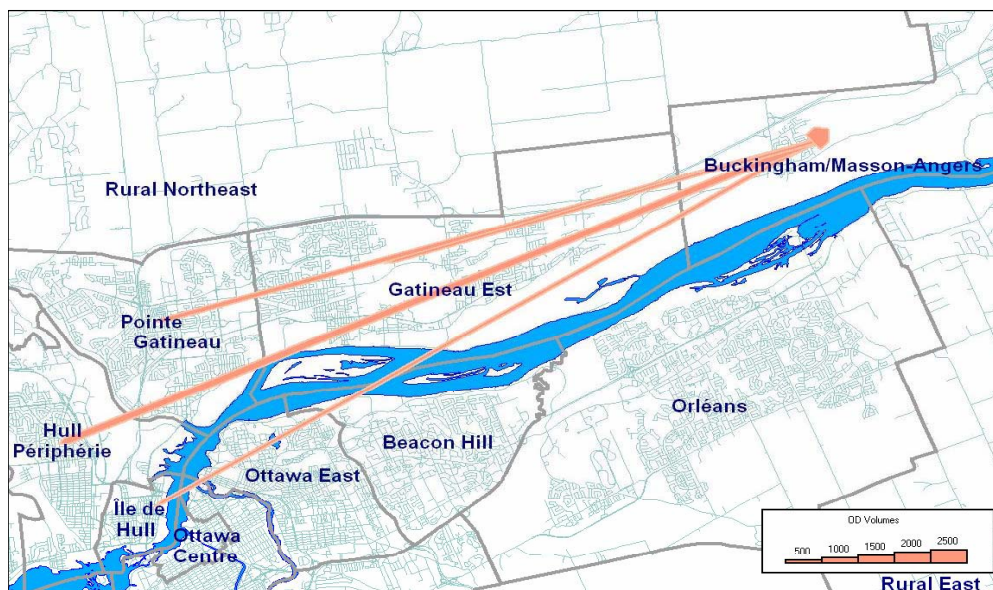 Buckingham/Masson-Angers
Rural Northeast
Gatineau Est
Pointe
Gatineau
Orléans
Hull
Périphérie
Beacon Hill
Ottawa East
Île de
Hull
Ottawa
Centre
OD Volumes
500 1000 1500 2000 2500
Rural East